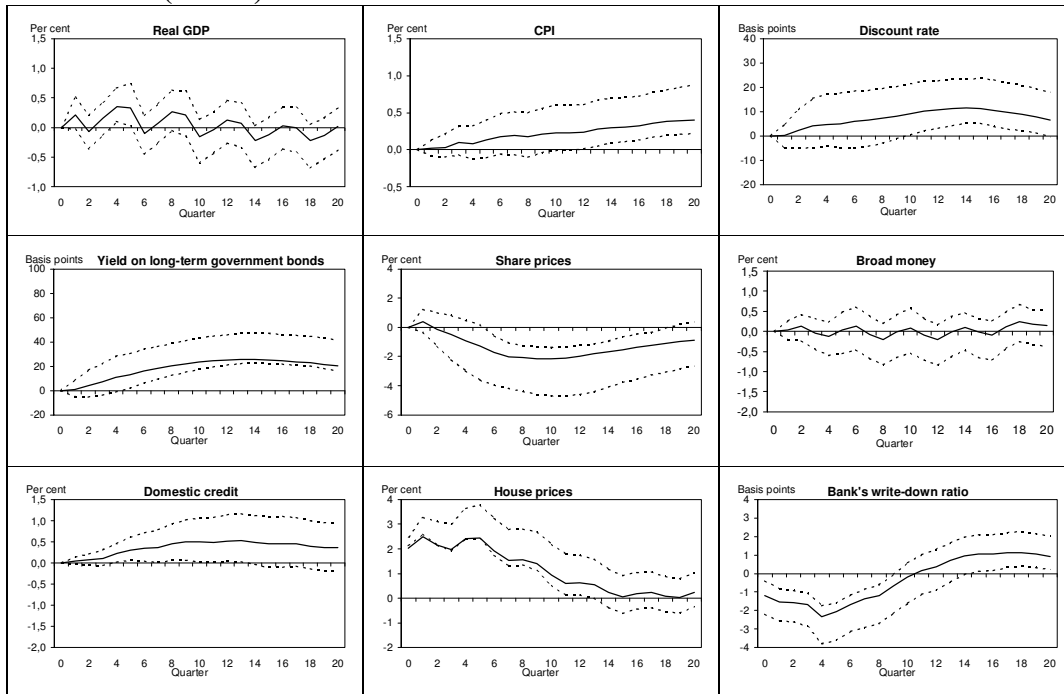 Per cent
Real GDP
1,5
1,0
0,5
0,0
-0,5
-1,0
0 2 4 6 8 10 12 14 16 18 20
Quarter
Per cent
CPI
1,5
1,0
0,5
0,0
-0,5
0 2 4 6 8 10 12 14 16 18 20
Quarter
Basis points
Discount rate
40
30
20
10
0
-10
-20
0 2 4 6 8 10 12 14 16 18 20
Quarter
Basis points
Yield on long-term government bonds
100
80
60
40
20
0
20
0 2 4 6 8 10 12 14 16 18 20
Quarter
Per cent
Share prices
4
2
0
-2
-4
-6
0 2 4 6 8 10 12 14 16 18 20
Quarter
Per cent
Broad money
1,5
1,0
0,5
0,0
-0,5
-1,0
-1,5
-2,0
0 2 4 6 8 10 12 14 16 18 20
Quarter
Per cent
Domestic credit
1,5
1,0
0,5
0,0
-0,5
-1,0
-1,5
-2,0
0 2 4 6 8 10 12 14 16 18 20
Quarter
Per cent
House prices
4
3
2
1
0
-1
-2
0 2 4 6 8 10 12 14 16 18 20
Quarter
Basis points
Bank's write-down ratio
4
3
2
1
0
-1
-2
-3
-4
0 2 4 6 8 10 12 14 16 18 20
Quarter